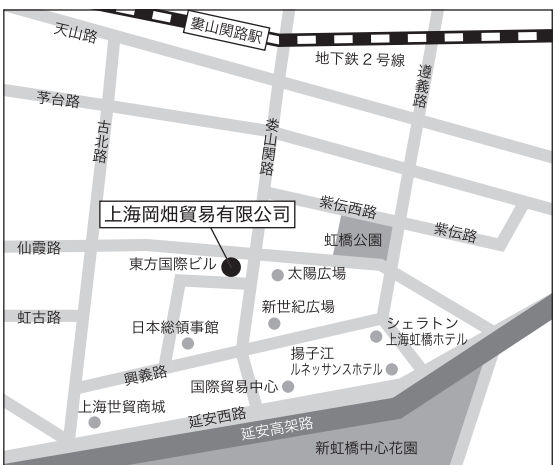 天山路
婁山関路駅
地下鉄２号線
遵義路
茅台路
古北路
婁山関路
紫伝西路
紫伝路
上海岡畑貿易有限公司
虹橋公園
仙霞路
東方国際ビル
太陽広場
新世紀広場
虹古路
日本総領事館
シェラトン
上海虹橋ホテル
揚子江
ルネッサンスホテル
興義路
国際貿易中心
上海世貿商城
延安西路
延安高架路
新虹橋中心花園